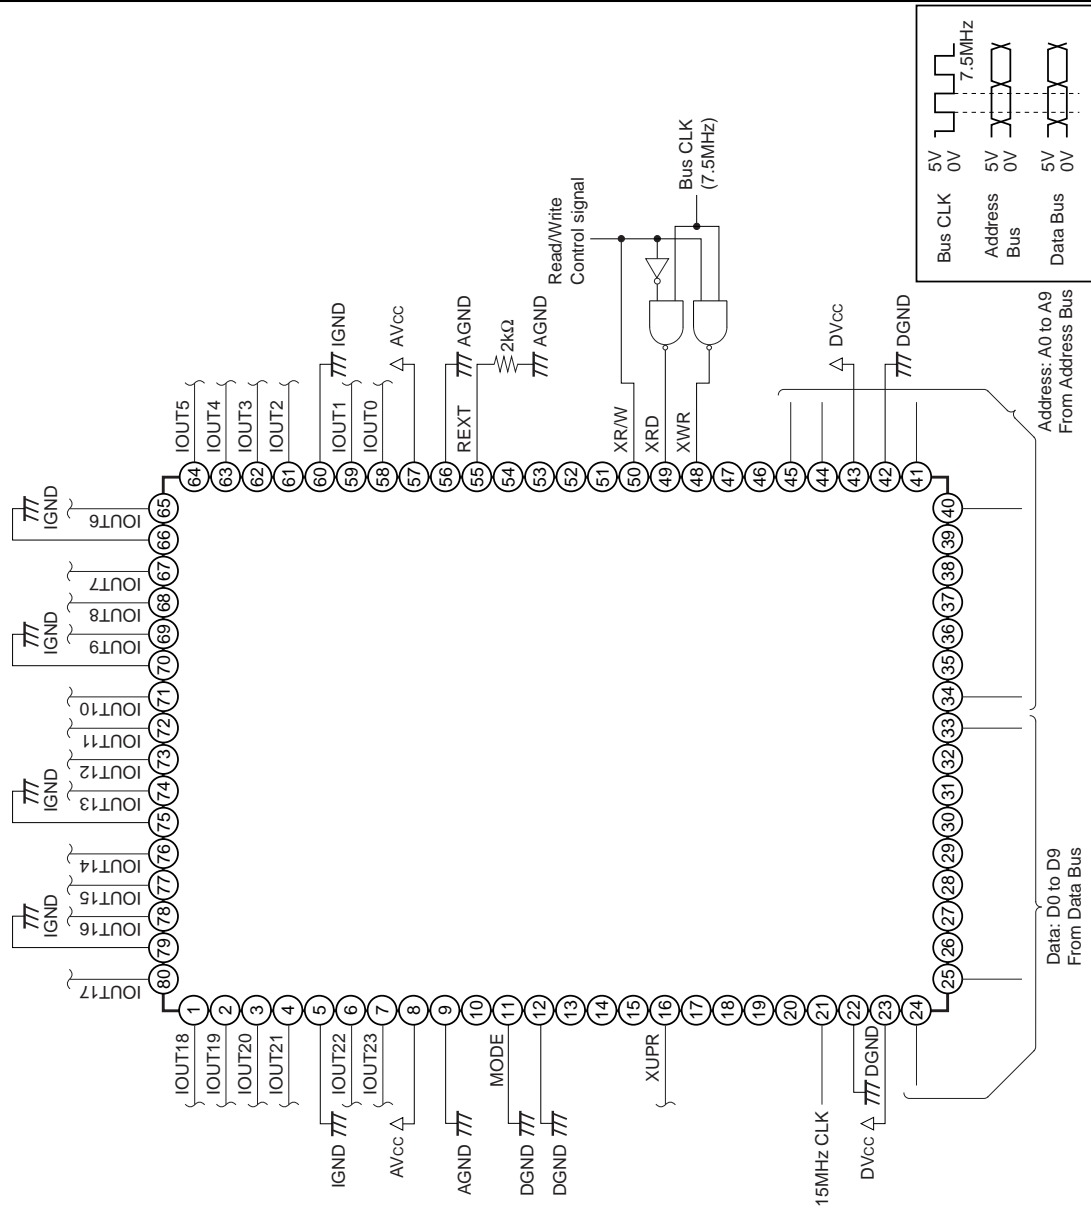 5V
0V
Bus CLK
7.5MHz
5V
0V
Address
Bus
5V
0V
Data Bus
Bus CLK
(7.5MHz)
Read/Write
Control signal
IOUT5
IOUT4
IOUT3
IOUT2
IGND
IOUT1
IOUT0
AVcc
AGND
REXT
2kΩ
AGND
XR/W
XRD
XWR
DVcc
DGND
Address: A0 to A9
From Address Bus
64
63
62
61
60
59
58
57
56
55
54
53
52
51
50
49
48
47
46
45
44
43
42
41
IGND
IOUT6
IOUT7
IOUT8
IGND
IOUT9
IOUT10
IOUT11
IOUT12
IGND
IOUT13
IOUT14
IOUT15
IGND
IOUT16
IOUT17
65
66
67
68
69
70
71
72
73
74
75
76
77
78
79
80
40
39
38
37
36
35
34
33
32
31
30
29
28
27
26
25
Data: D0 to D9
From Data Bus
1
2
3
4
5
6
7
8
9
10
11
12
13
14
15
16
17
18
19
20
21
22
23
24
IOUT18
IOUT19
IOUT20
IOUT21
IGND
IOUT22
IOUT23
AVcc
AGND
MODE
DGND
DGND
XUPR
15MHz CLK
DGND
DVcc